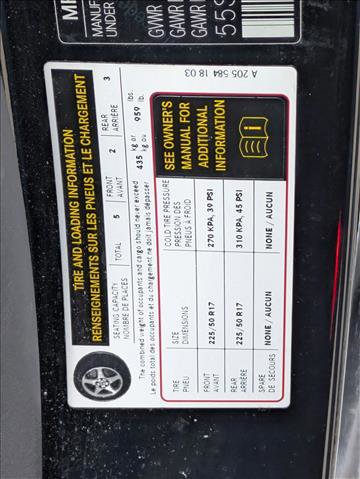 TIRE AND LOADING INFORMATION
RENSEIGNEMENTS SUR LES PNEUS ET LE CHARGEMENT
SEATING CAPACITY
NOMBRE DE PLACES
TOTAL 5
FRONT
AVANT 2
REAR
ARRIÈRE 3
The combined weight of occupants and cargo should never exceed
Le poids total des occupants et du chargement ne doit jamais dépasser
435 kg or
kg ou
959 lbs.
lb.
TIRE
PNEU
SIZE
DIMENSIONS
COLD TIRE PRESSURE
PRESSION DES
PNEUS À FROID
FRONT
AVANT
225/50 R17
270 KPA, 39 PSI
REAR
ARRIÈRE
225/50 R17
310 KPA, 45 PSI
SPARE
DE SECOURS
NONE / AUCUN
NONE / AUCUN
SEE OWNER'S
MANUAL FOR
ADDITIONAL
INFORMATION
A 205 584 18 03
MANUF
UNDER
GVWR
GAWR
GAWR
55S